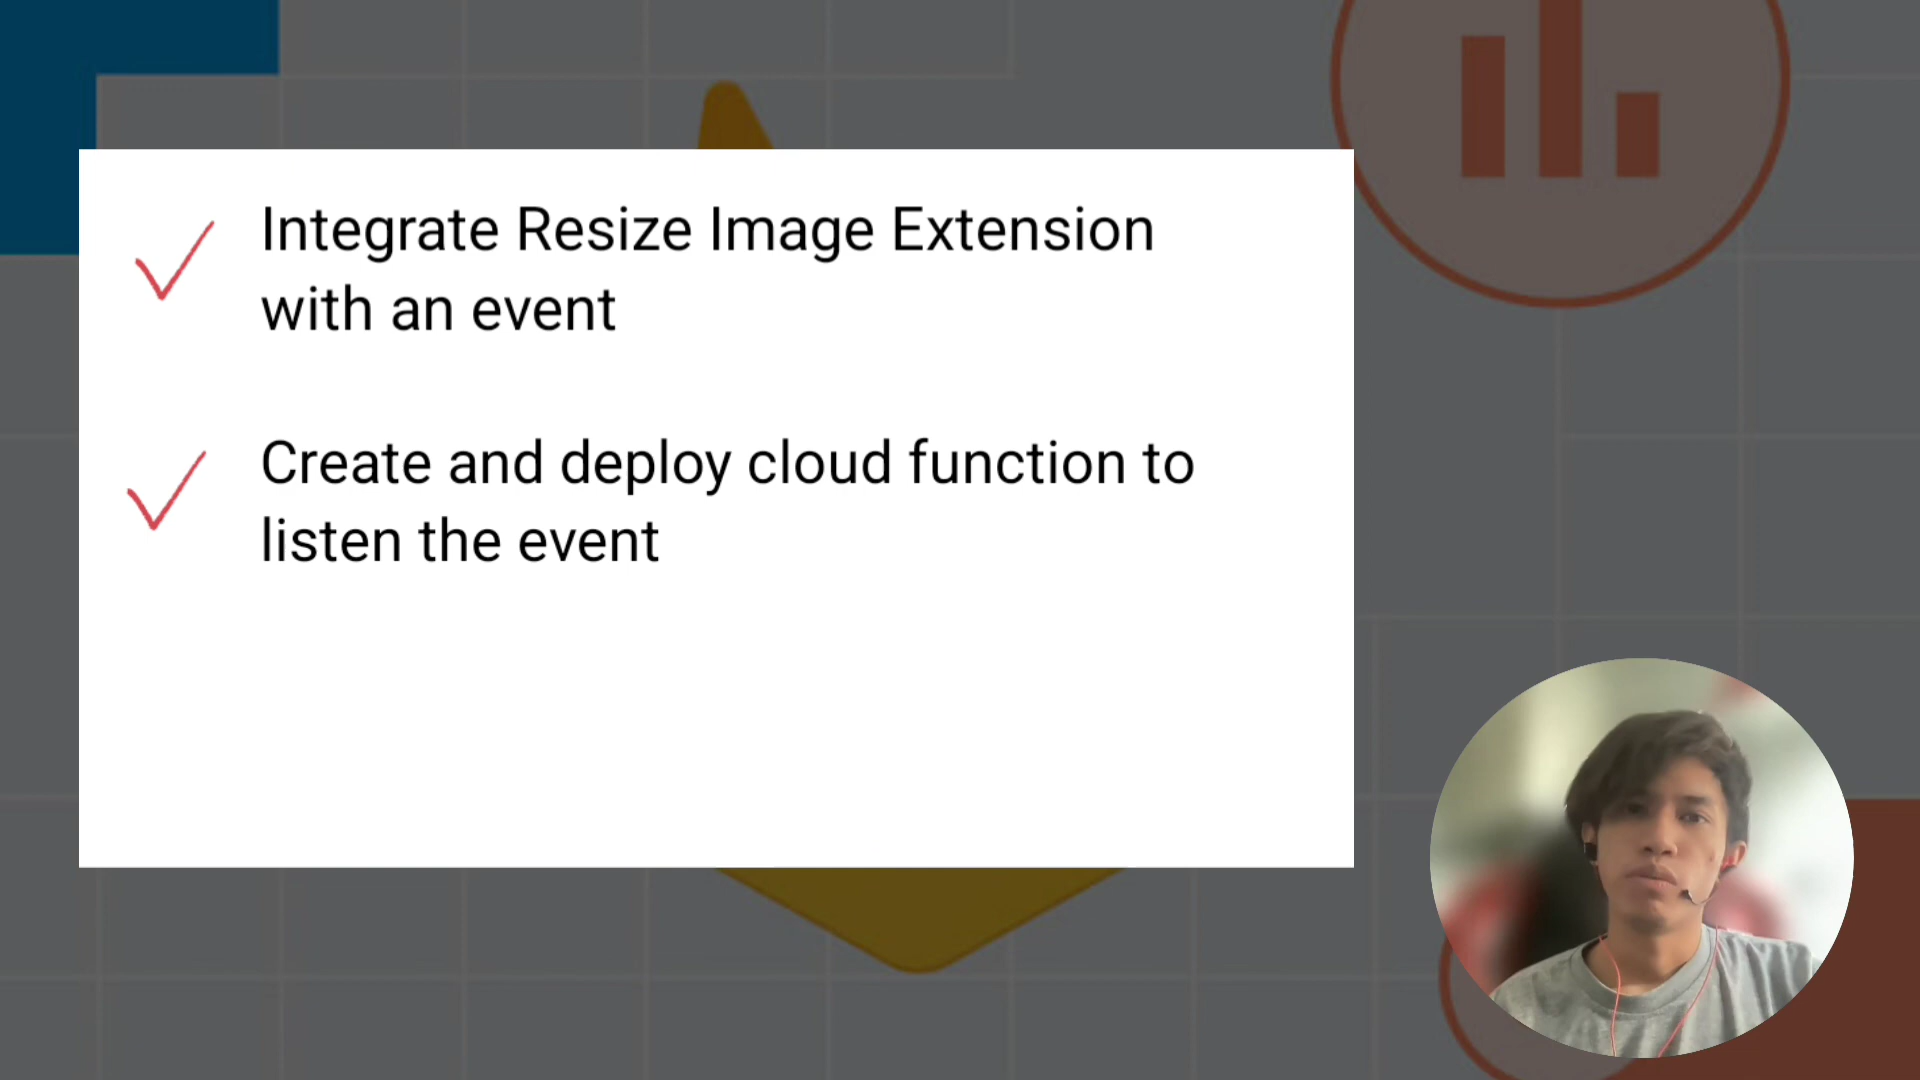 Integrate Resize Image Extension
with an event
Create and deploy cloud function to
listen the event